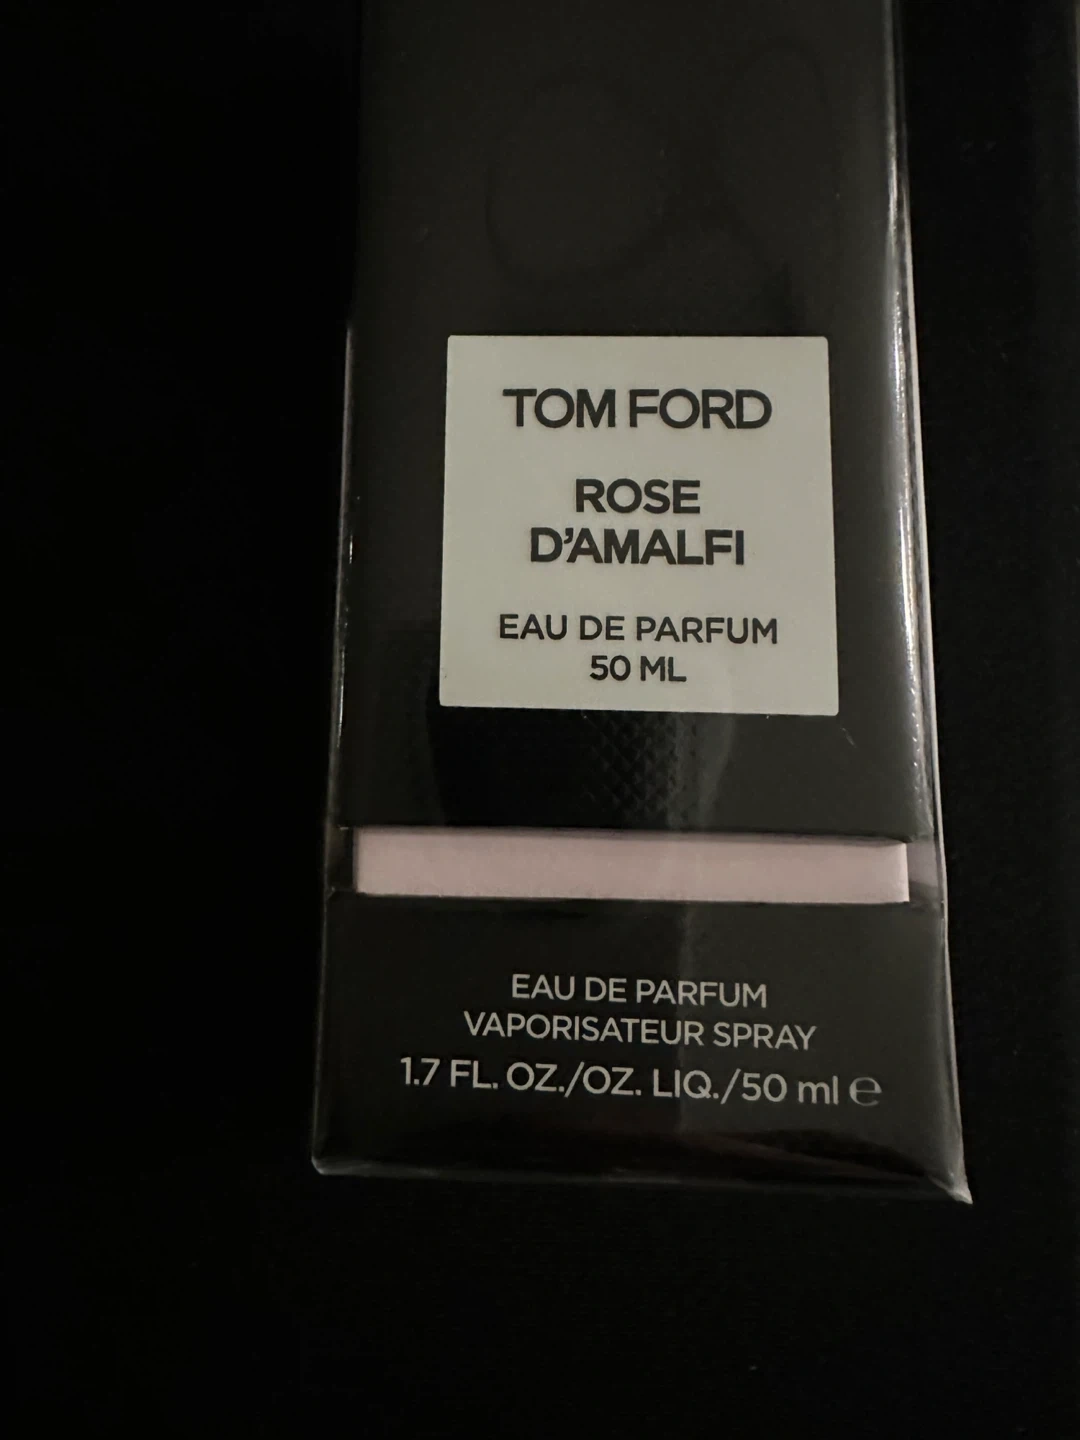 TOM FORD
ROSE
D'AMALFI
EAU DE PARFUM
50 ML
EAU DE PARFUM
VAPORISATEUR SPRAY
1.7 FL. OZ./OZ. LIQ./50 ml ℮